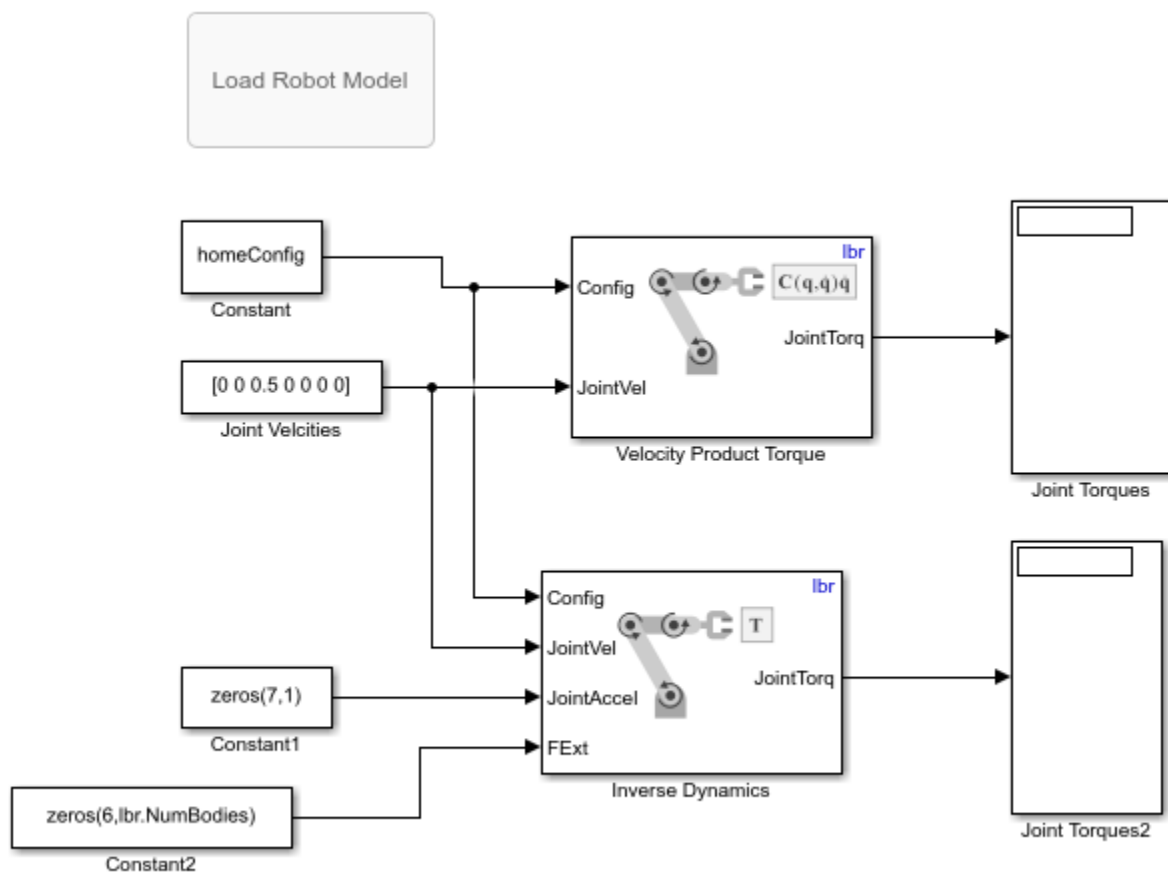 Load Robot Model
homeConfig
Constant
[0 0 0.5 0 0 0 0]
Joint Velcities
lbr
Config
C(q,q̇)q̇
JointTorq
JointVel
Velocity Product Torque
Joint Torques
lbr
Config
T
JointVel
JointTorq
JointAccel
FExt
Inverse Dynamics
zeros(7,1)
Constant1
zeros(6,lbr.NumBodies)
Constant2
Joint Torques2